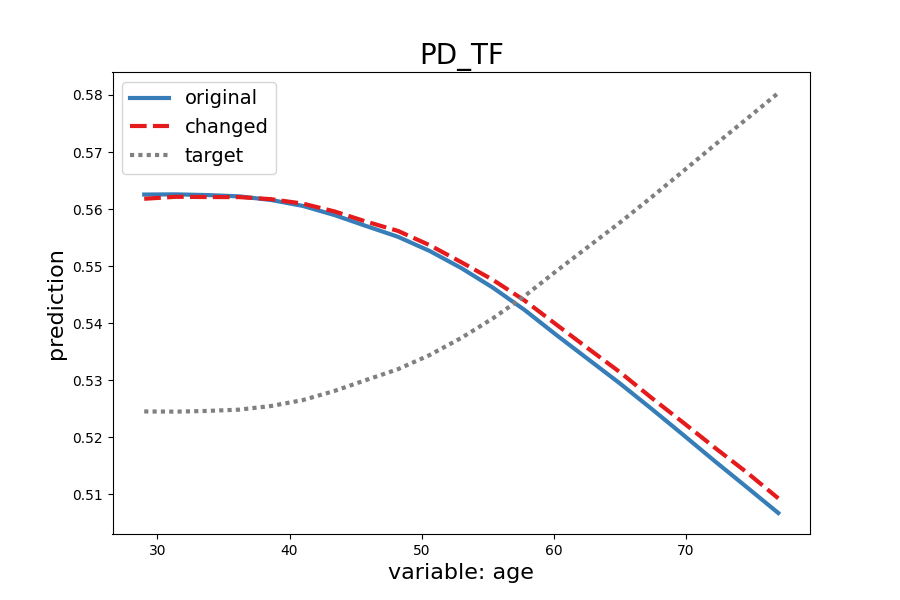 PD_TF
original
changed
target
0.58
0.57
0.56
0.55
0.54
0.53
0.52
0.51
prediction
30 40 50 60 70
variable: age